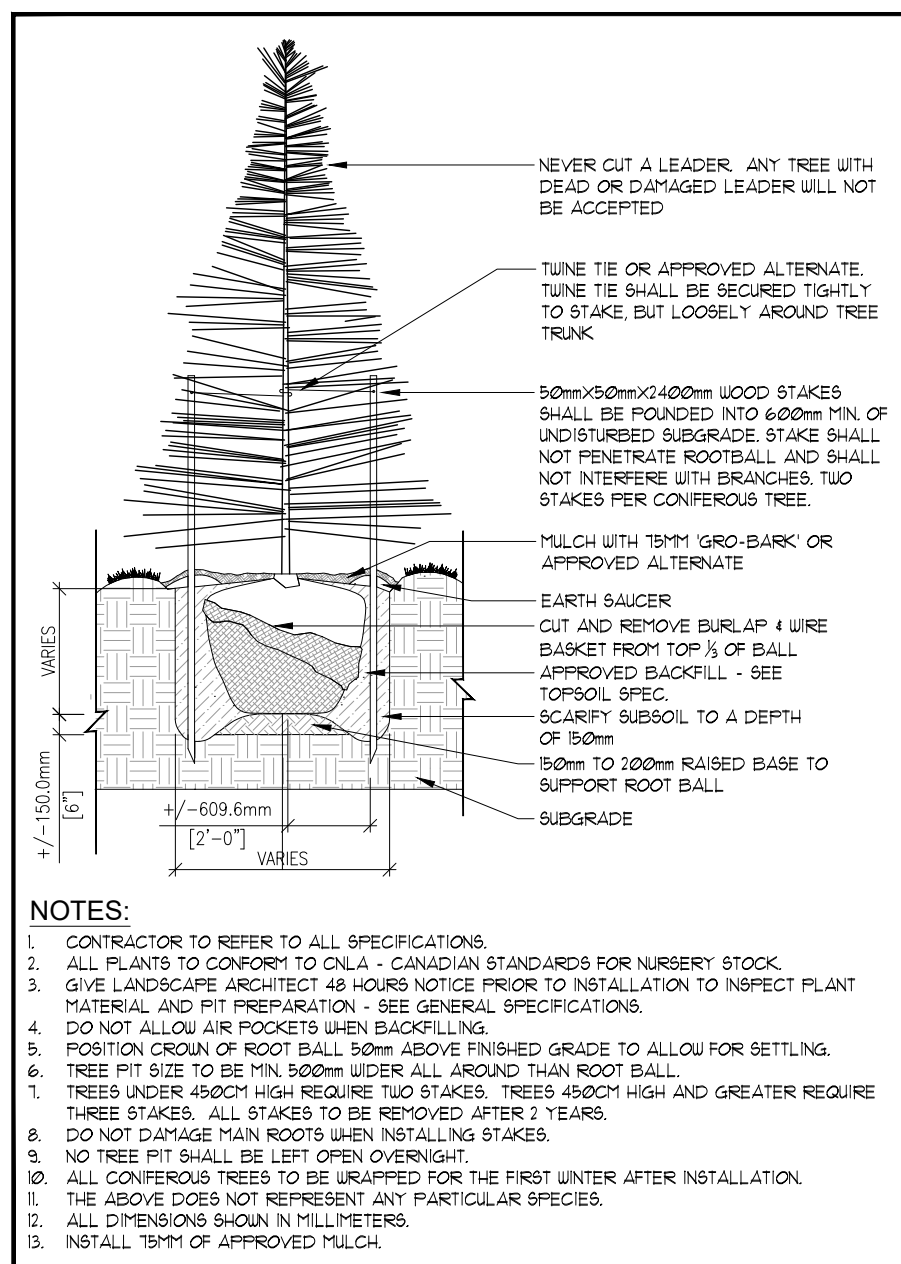 NEVER CUT A LEADER. ANY TREE WITH
DEAD OR DAMAGED LEADER WILL NOT
BE ACCEPTED
TWINE TIE OR APPROVED ALTERNATE.
TWINE TIE SHALL BE SECURED TIGHTLY
TO STAKE, BUT LOOSELY AROUND TREE
TRUNK
50mmX50mmX2400mm WOOD STAKES
SHALL BE POUNDED INTO 600mm MIN. OF
UNDISTURBED SUBGRADE. STAKE SHALL
NOT PENETRATE ROOTBALL AND SHALL
NOT INTERFERE WITH BRANCHES. TWO
STAKES PER CONIFEROUS TREE.
MULCH WITH 75MM 'GRO-BARK' OR
APPROVED ALTERNATE
EARTH SAUCER
CUT AND REMOVE BURLAP & WIRE
BASKET FROM TOP ⅓ OF BALL
APPROVED BACKFILL - SEE
TOPSOIL SPEC.
SCARIFY SUBSOIL TO A DEPTH
OF 150mm
150mm TO 200mm RAISED BASE TO
SUPPORT ROOT BALL
SUBGRADE
VARIES
+/-150.0mm
[6"]
+/-609.6mm
[2'-0"]
VARIES
NOTES:
1. CONTRACTOR TO REFER TO ALL SPECIFICATIONS.
2. ALL PLANTS TO CONFORM TO CNLA - CANADIAN STANDARDS FOR NURSERY STOCK.
3. GIVE LANDSCAPE ARCHITECT 48 HOURS NOTICE PRIOR TO INSTALLATION TO INSPECT PLANT
MATERIAL AND PIT PREPARATION - SEE GENERAL SPECIFICATIONS.
4. DO NOT ALLOW AIR POCKETS WHEN BACKFILLING.
5. POSITION CROWN OF ROOT BALL 50mm ABOVE FINISHED GRADE TO ALLOW FOR SETTLING.
6. TREE PIT SIZE TO BE MIN. 500mm WIDER ALL AROUND THAN ROOT BALL.
7. TREES UNDER 450CM HIGH REQUIRE TWO STAKES. TREES 450CM HIGH AND GREATER REQUIRE
THREE STAKES. ALL STAKES TO BE REMOVED AFTER 2 YEARS.
8. DO NOT DAMAGE MAIN ROOTS WHEN INSTALLING STAKES.
9. NO TREE PIT SHALL BE LEFT OPEN OVERNIGHT.
10. ALL CONIFEROUS TREES TO BE WRAPPED FOR THE FIRST WINTER AFTER INSTALLATION.
11. THE ABOVE DOES NOT REPRESENT ANY PARTICULAR SPECIES.
12. ALL DIMENSIONS SHOWN IN MILLIMETERS.
13. INSTALL 75MM OF APPROVED MULCH.